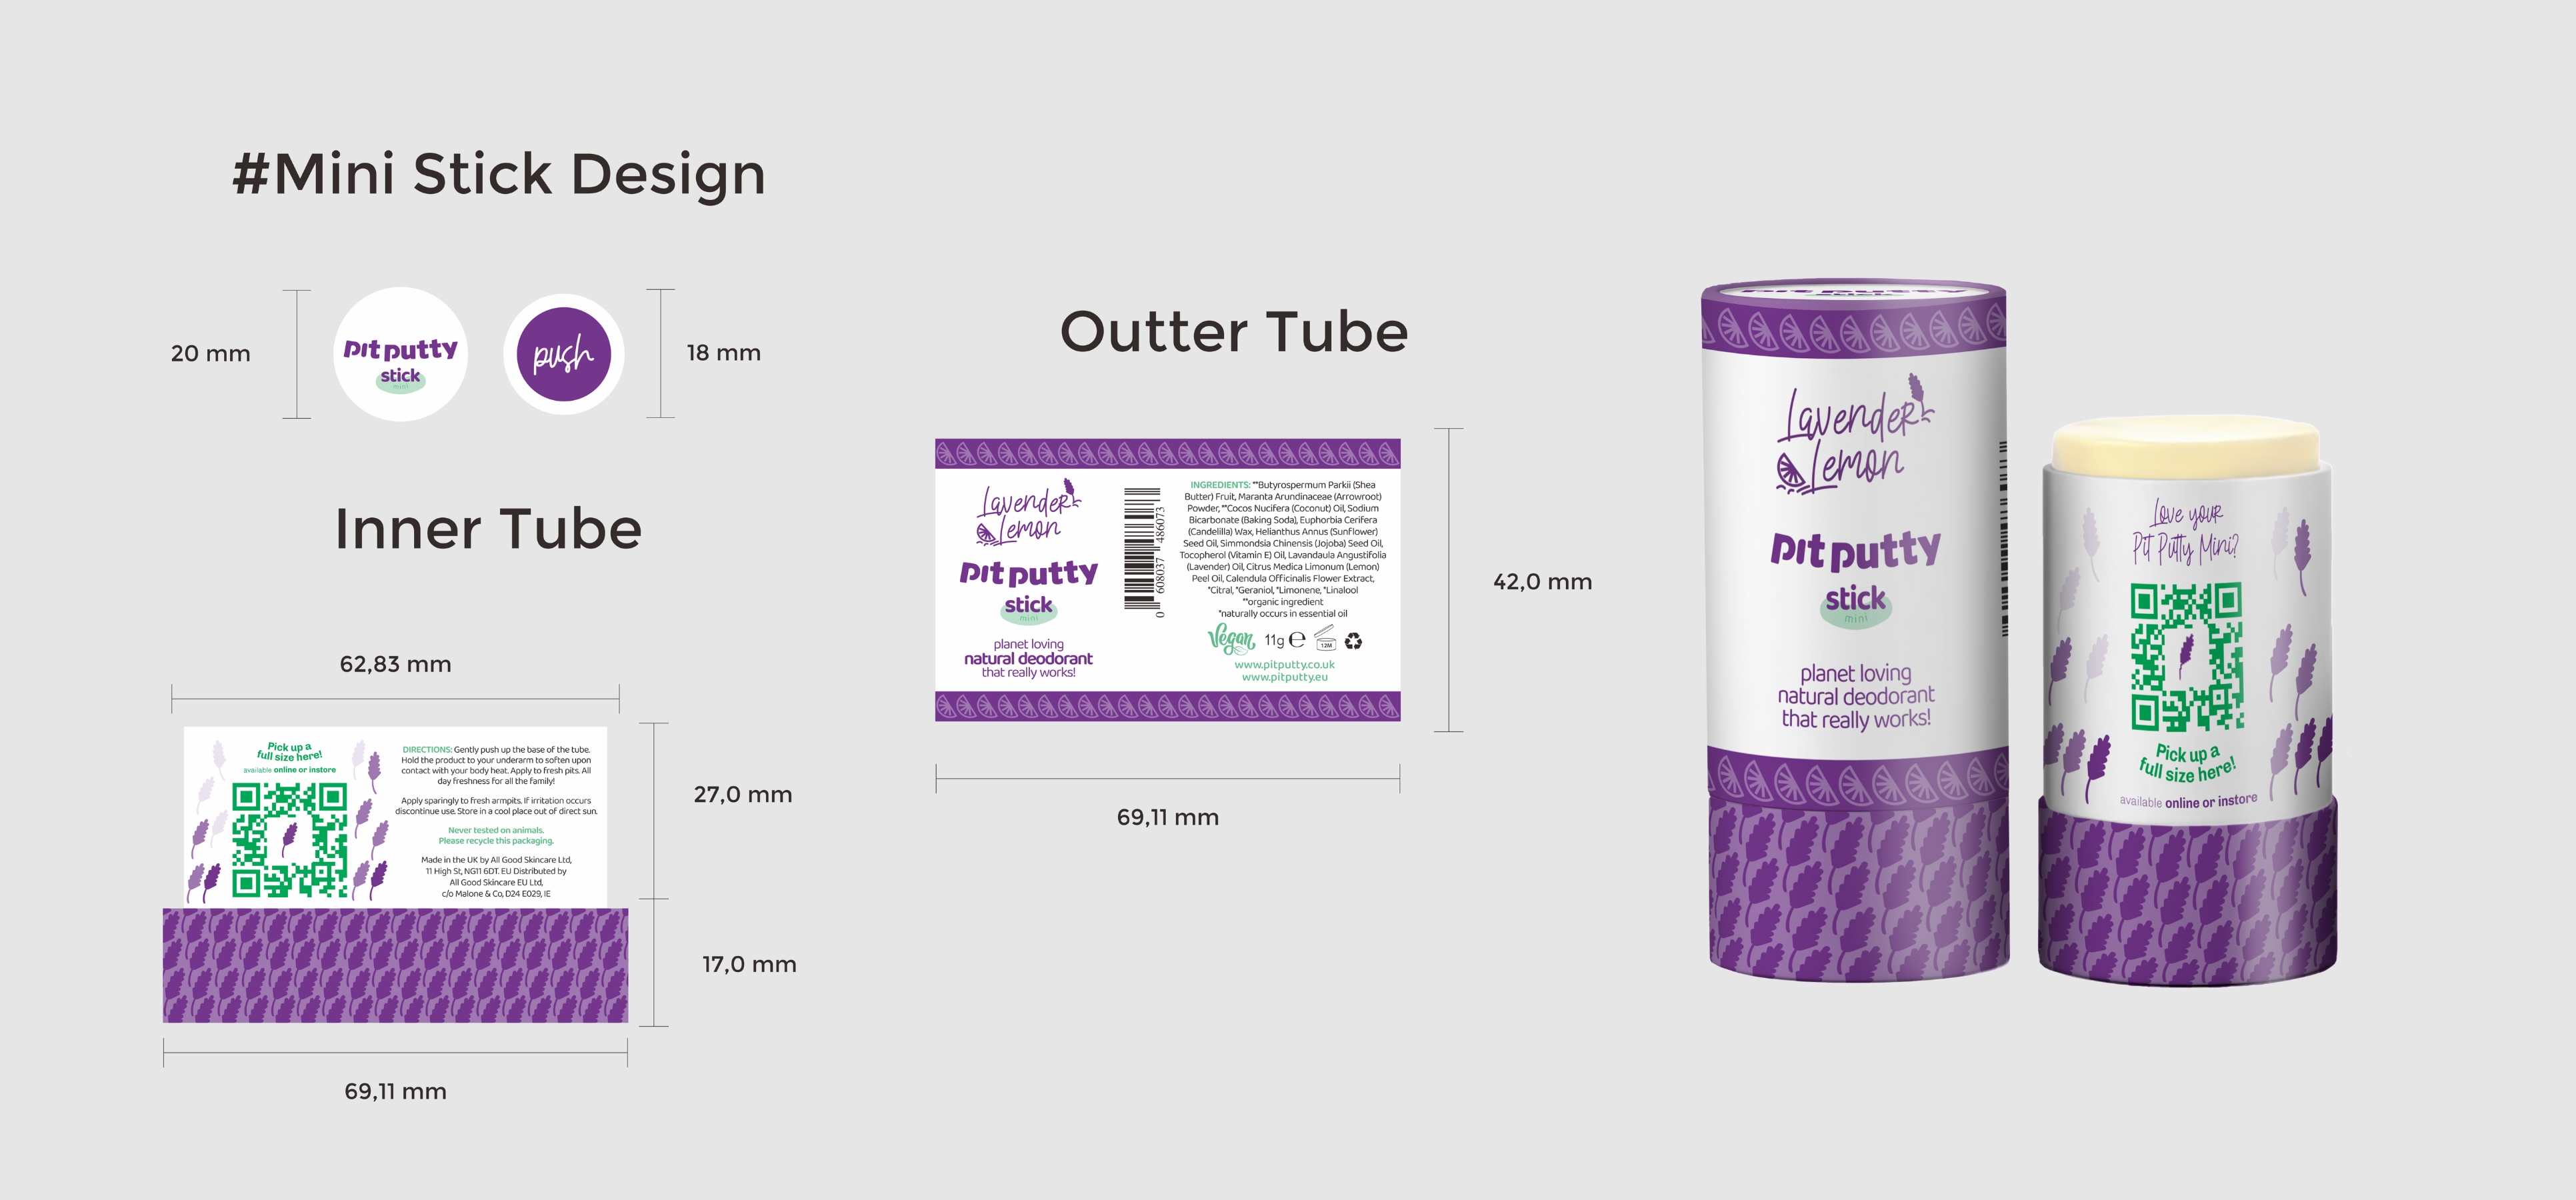 #Mini Stick Design
20 mm
pit putty
stick
mini
push
18 mm
Inner Tube
62,83 mm
Pick up a
full size here!
available online or instore
DIRECTIONS: Gently push up the base of the tube.
Hold the product to your underarm to soften upon
contact with your body heat. Apply to fresh pits. All
day freshness for all the family!
Apply sparingly to fresh armpits. If irritation occurs
discontinue use. Store in a cool place out of direct sun.
Never tested on animals.
Please recycle this packaging.
Made in the UK by All Good Skincare Ltd,
11 High St, NG11 6DT. EU Distributed by
All Good Skincare EU Ltd,
c/o Malone & Co, D24 E029, IE
27,0 mm
17,0 mm
69,11 mm
Outter Tube
Lavender
Lemon
pit putty
stick
mini
planet loving
natural deodorant
that really works!
0 608037 486073
INGREDIENTS: **Butyrospermum Parkii (Shea
Butter) Fruit, Maranta Arundinaceae (Arrowroot)
Powder, **Cocos Nucifera (Coconut) Oil, Sodium
Bicarbonate (Baking Soda), Euphorbia Cerifera
(Candelilla) Wax, Helianthus Annus (Sunflower)
Seed Oil, Simmondsia Chinensis (Jojoba) Seed Oil,
Tocopherol (Vitamin E) Oil, Lavandaula Angustifolia
(Lavender) Oil, Citrus Medica Limonum (Lemon)
Peel Oil, Calendula Officinalis Flower Extract,
*Citral, *Geraniol, *Limonene, *Linalool
**organic ingredient
*naturally occurs in essential oil
Vegan 11g ℮ 12M
www.pitputty.co.uk
www.pitputty.eu
42,0 mm
69,11 mm
pit putty
stick
Lavender
Lemon
pit putty
stick
mini
planet loving
natural deodorant
that really works!
Love your
Pit Putty Mini?
Pick up a
full size here!
available online or instore